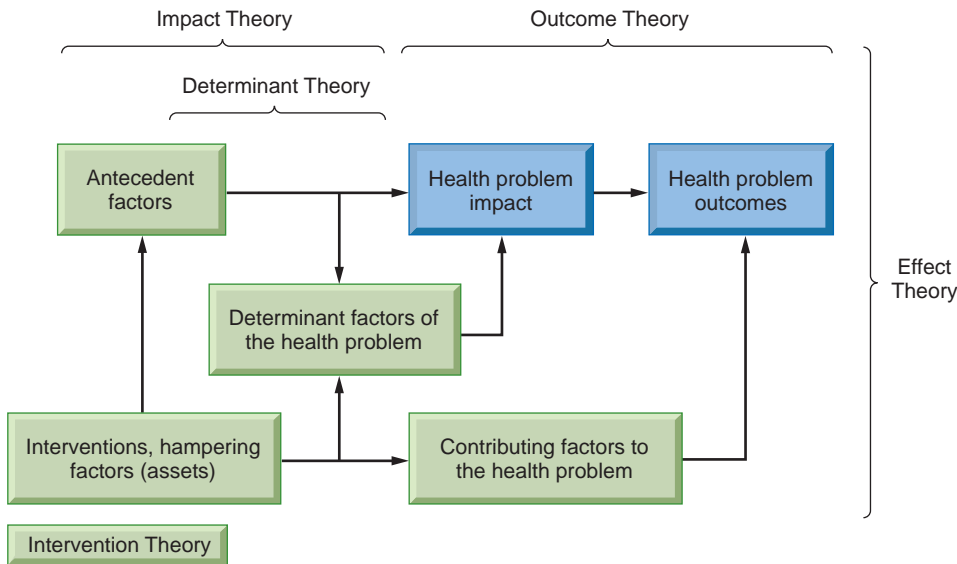 Impact Theory
Outcome Theory
Determinant Theory
Antecedent
factors
Health problem
impact
Health problem
outcomes
Effect
Theory
Determinant factors of
the health problem
Interventions, hampering
factors (assets)
Contributing factors to
the health problem
Intervention Theory